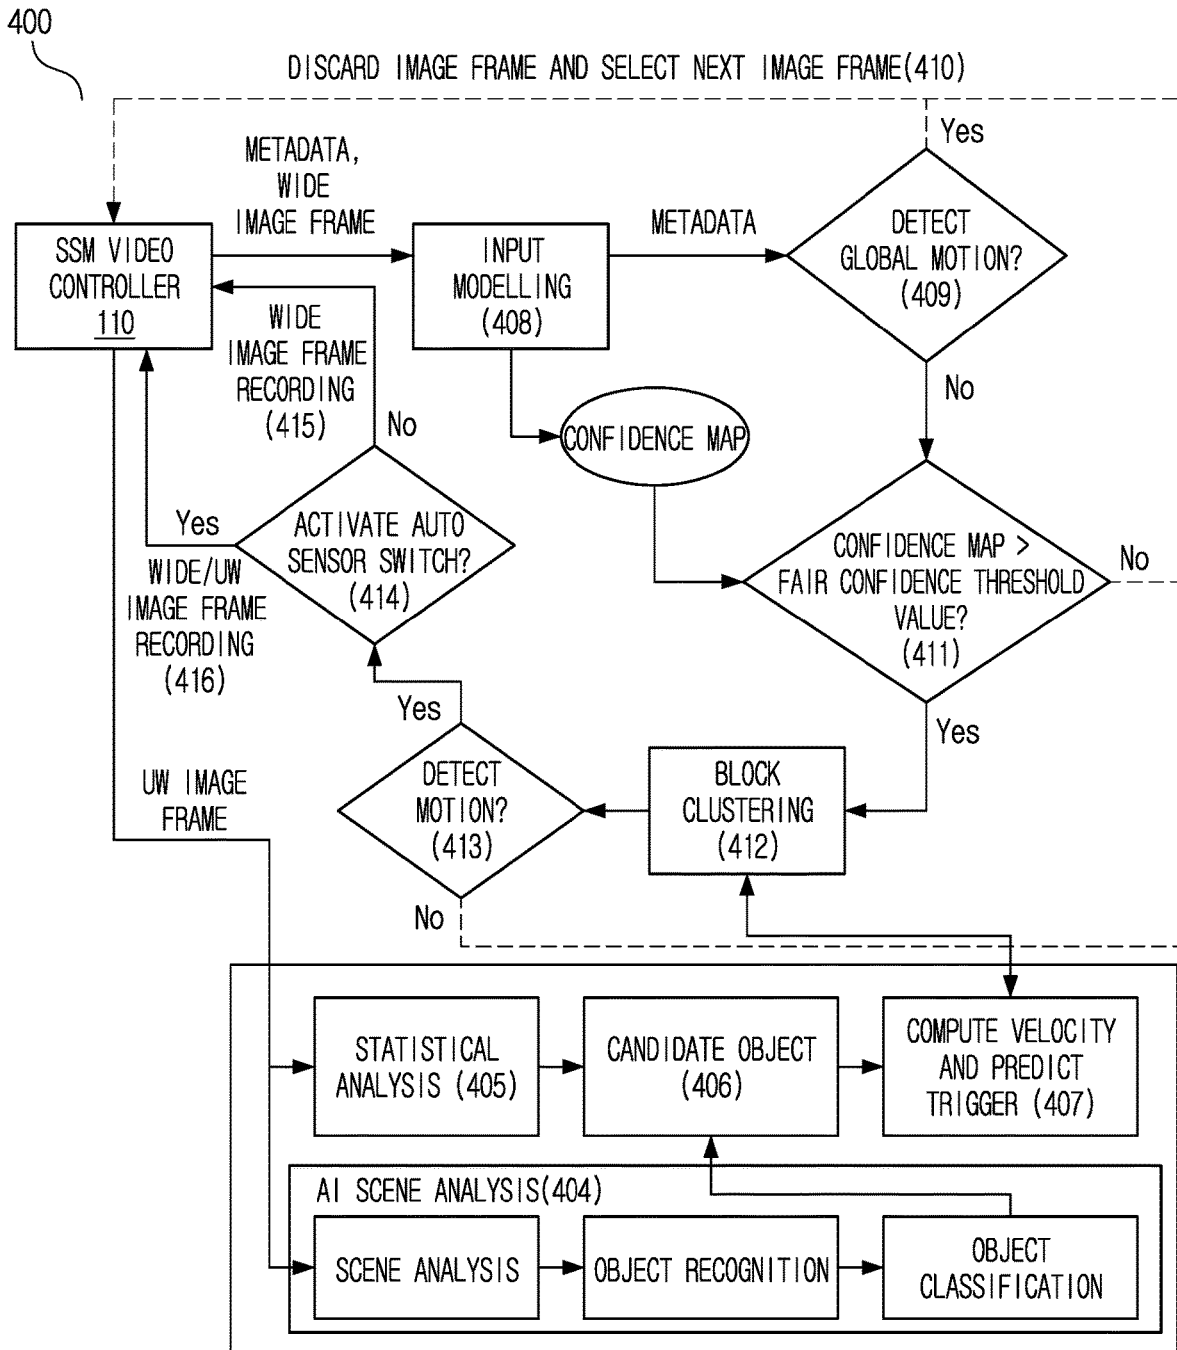 400
DISCARD IMAGE FRAME AND SELECT NEXT IMAGE FRAME(410)
Yes
METADATA,
WIDE
IMAGE FRAME
METADATA
SSM VIDEO
CONTROLLER
110
INPUT
MODELLING
(408)
DETECT
GLOBAL MOTION?
(409)
WIDE
IMAGE FRAME
RECORDING
(415)
No
No
CONFIDENCE MAP
Yes
ACTIVATE AUTO
SENSOR SWITCH?
(414)
CONFIDENCE MAP >
FAIR CONFIDENCE THRESHOLD
VALUE?
(411)
No
WIDE/UW
IMAGE FRAME
RECORDING
(416)
Yes
Yes
UW IMAGE
FRAME
DETECT
MOTION?
(413)
BLOCK
CLUSTERING
(412)
No
STATISTICAL
ANALYSIS (405)
CANDIDATE OBJECT
(406)
COMPUTE VELOCITY
AND PREDICT
TRIGGER (407)
AI SCENE ANALYSIS(404)
SCENE ANALYSIS
OBJECT RECOGNITION
OBJECT
CLASSIFICATION